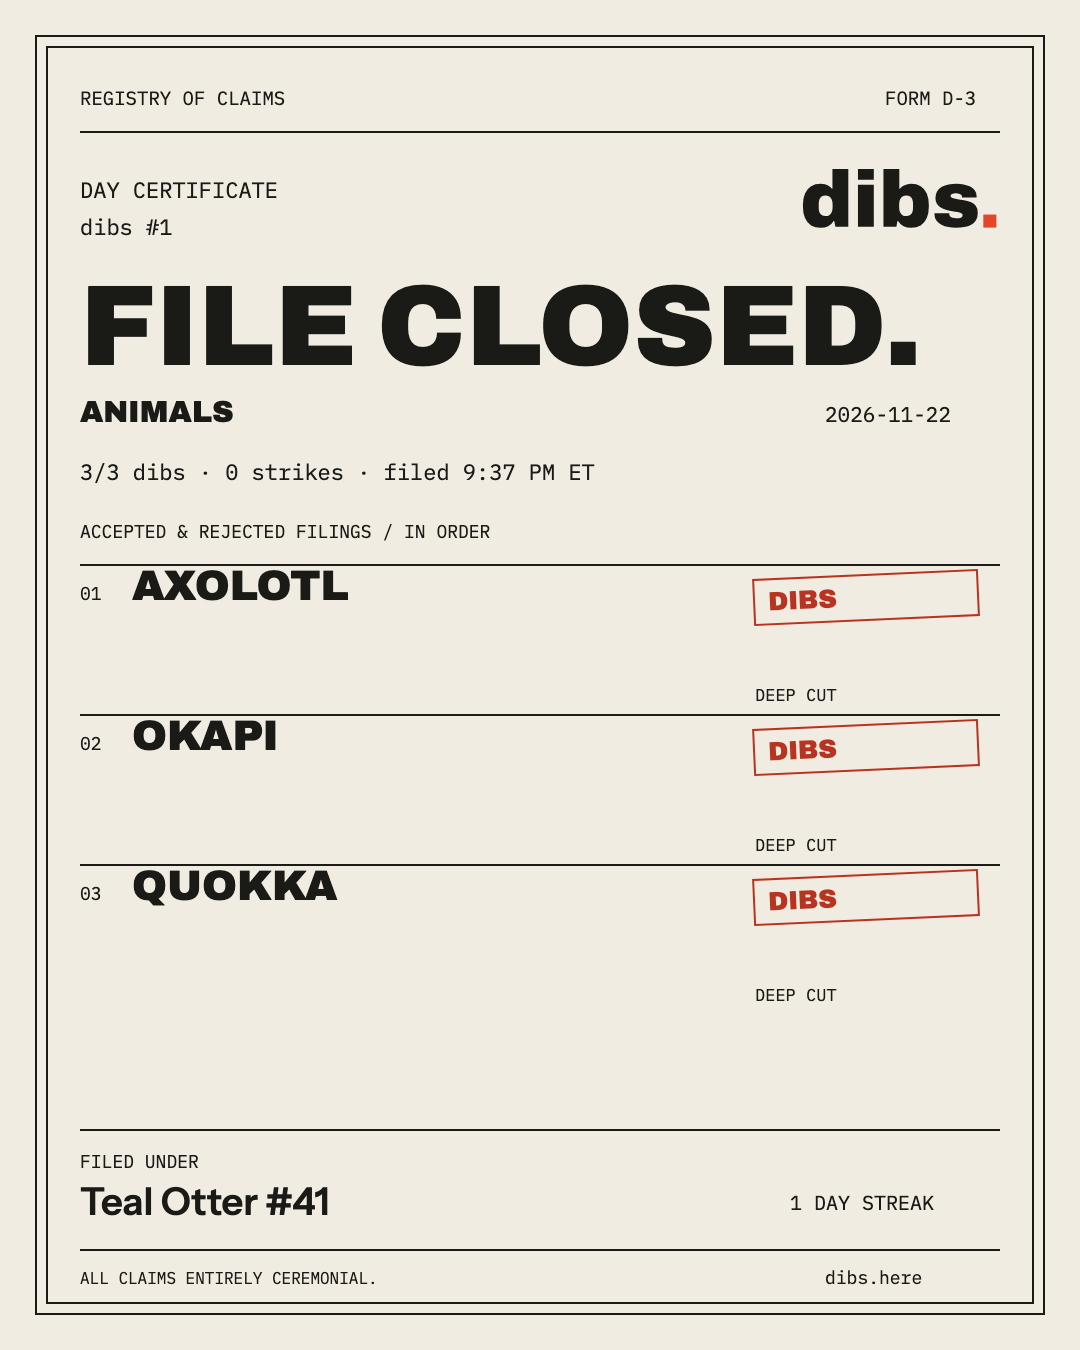 REGISTRY OF CLAIMS FORM D-3
DAY CERTIFICATE
dibs #1
dibs.
FILE CLOSED.
ANIMALS 2026-11-22
3/3 dibs · 0 strikes · filed 9:37 PM ET
ACCEPTED & REJECTED FILINGS / IN ORDER
01 AXOLOTL DIBS
DEEP CUT
02 OKAPI DIBS
DEEP CUT
03 QUOKKA DIBS
DEEP CUT
FILED UNDER
Teal Otter #41 1 DAY STREAK
ALL CLAIMS ENTIRELY CEREMONIAL. dibs.here